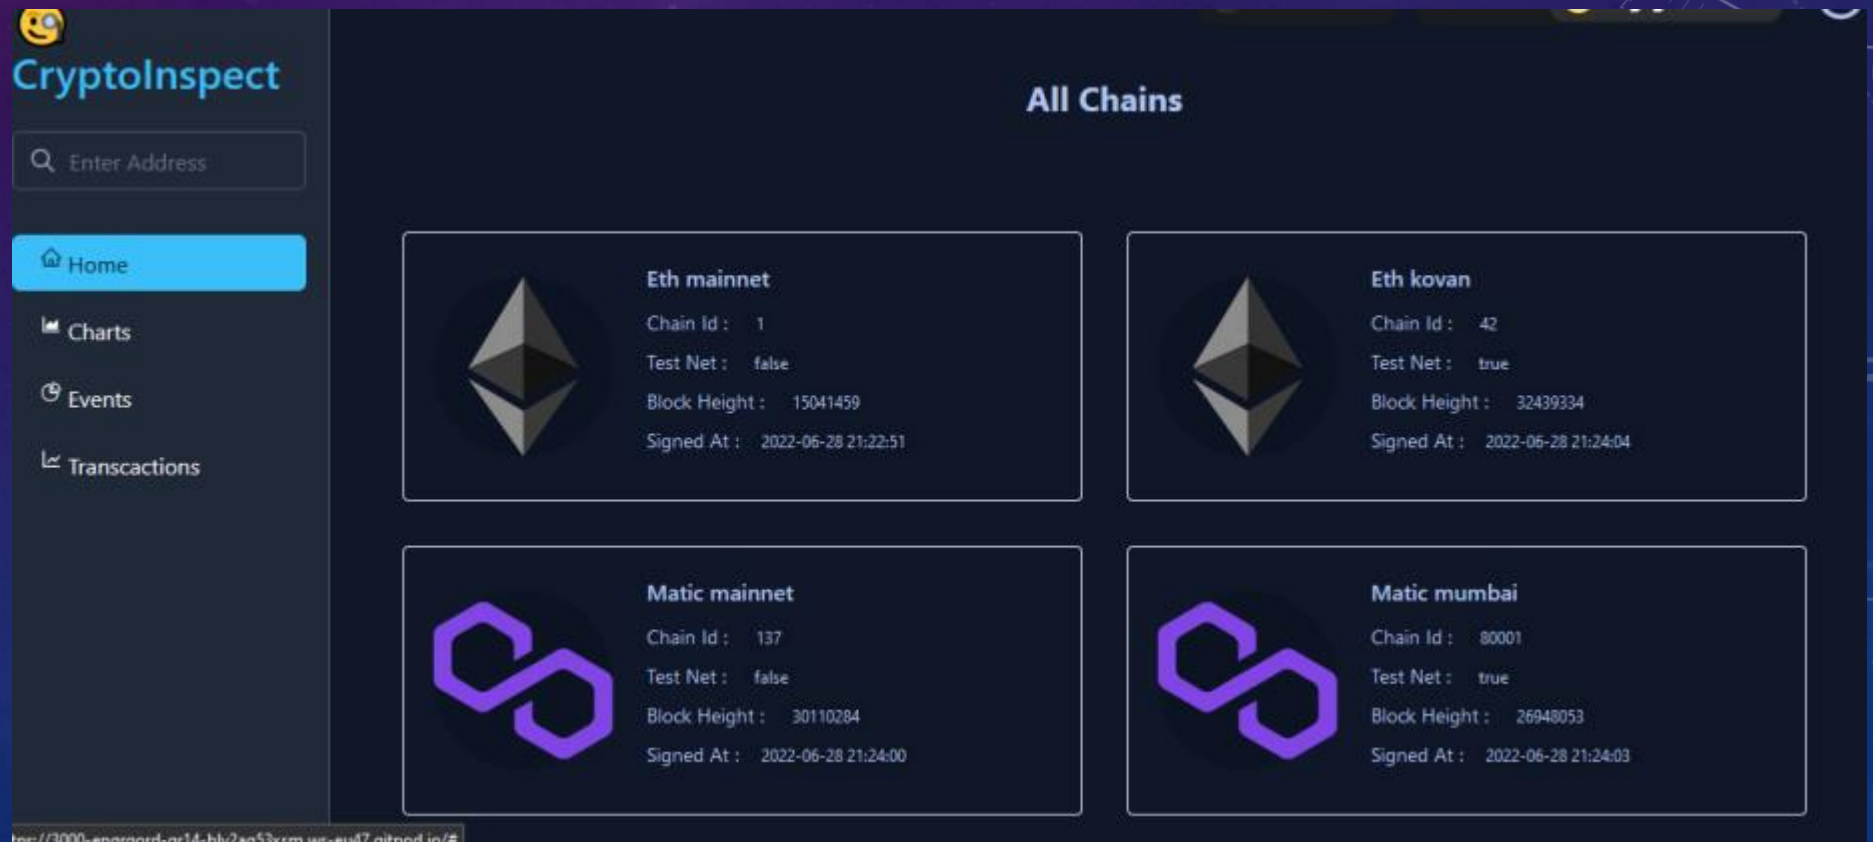 CryptoInspect
Enter Address
Home
Charts
Events
Transcactions
All Chains
Eth mainnet
Chain Id : 1
Test Net : false
Block Height : 15041459
Signed At : 2022-06-28 21:22:51
Eth kovan
Chain Id : 42
Test Net : true
Block Height : 32439334
Signed At : 2022-06-28 21:24:04
Matic mainnet
Chain Id : 137
Test Net : false
Block Height : 30110284
Signed At : 2022-06-28 21:24:00
Matic mumbai
Chain Id : 80001
Test Net : true
Block Height : 26948053
Signed At : 2022-06-28 21:24:03